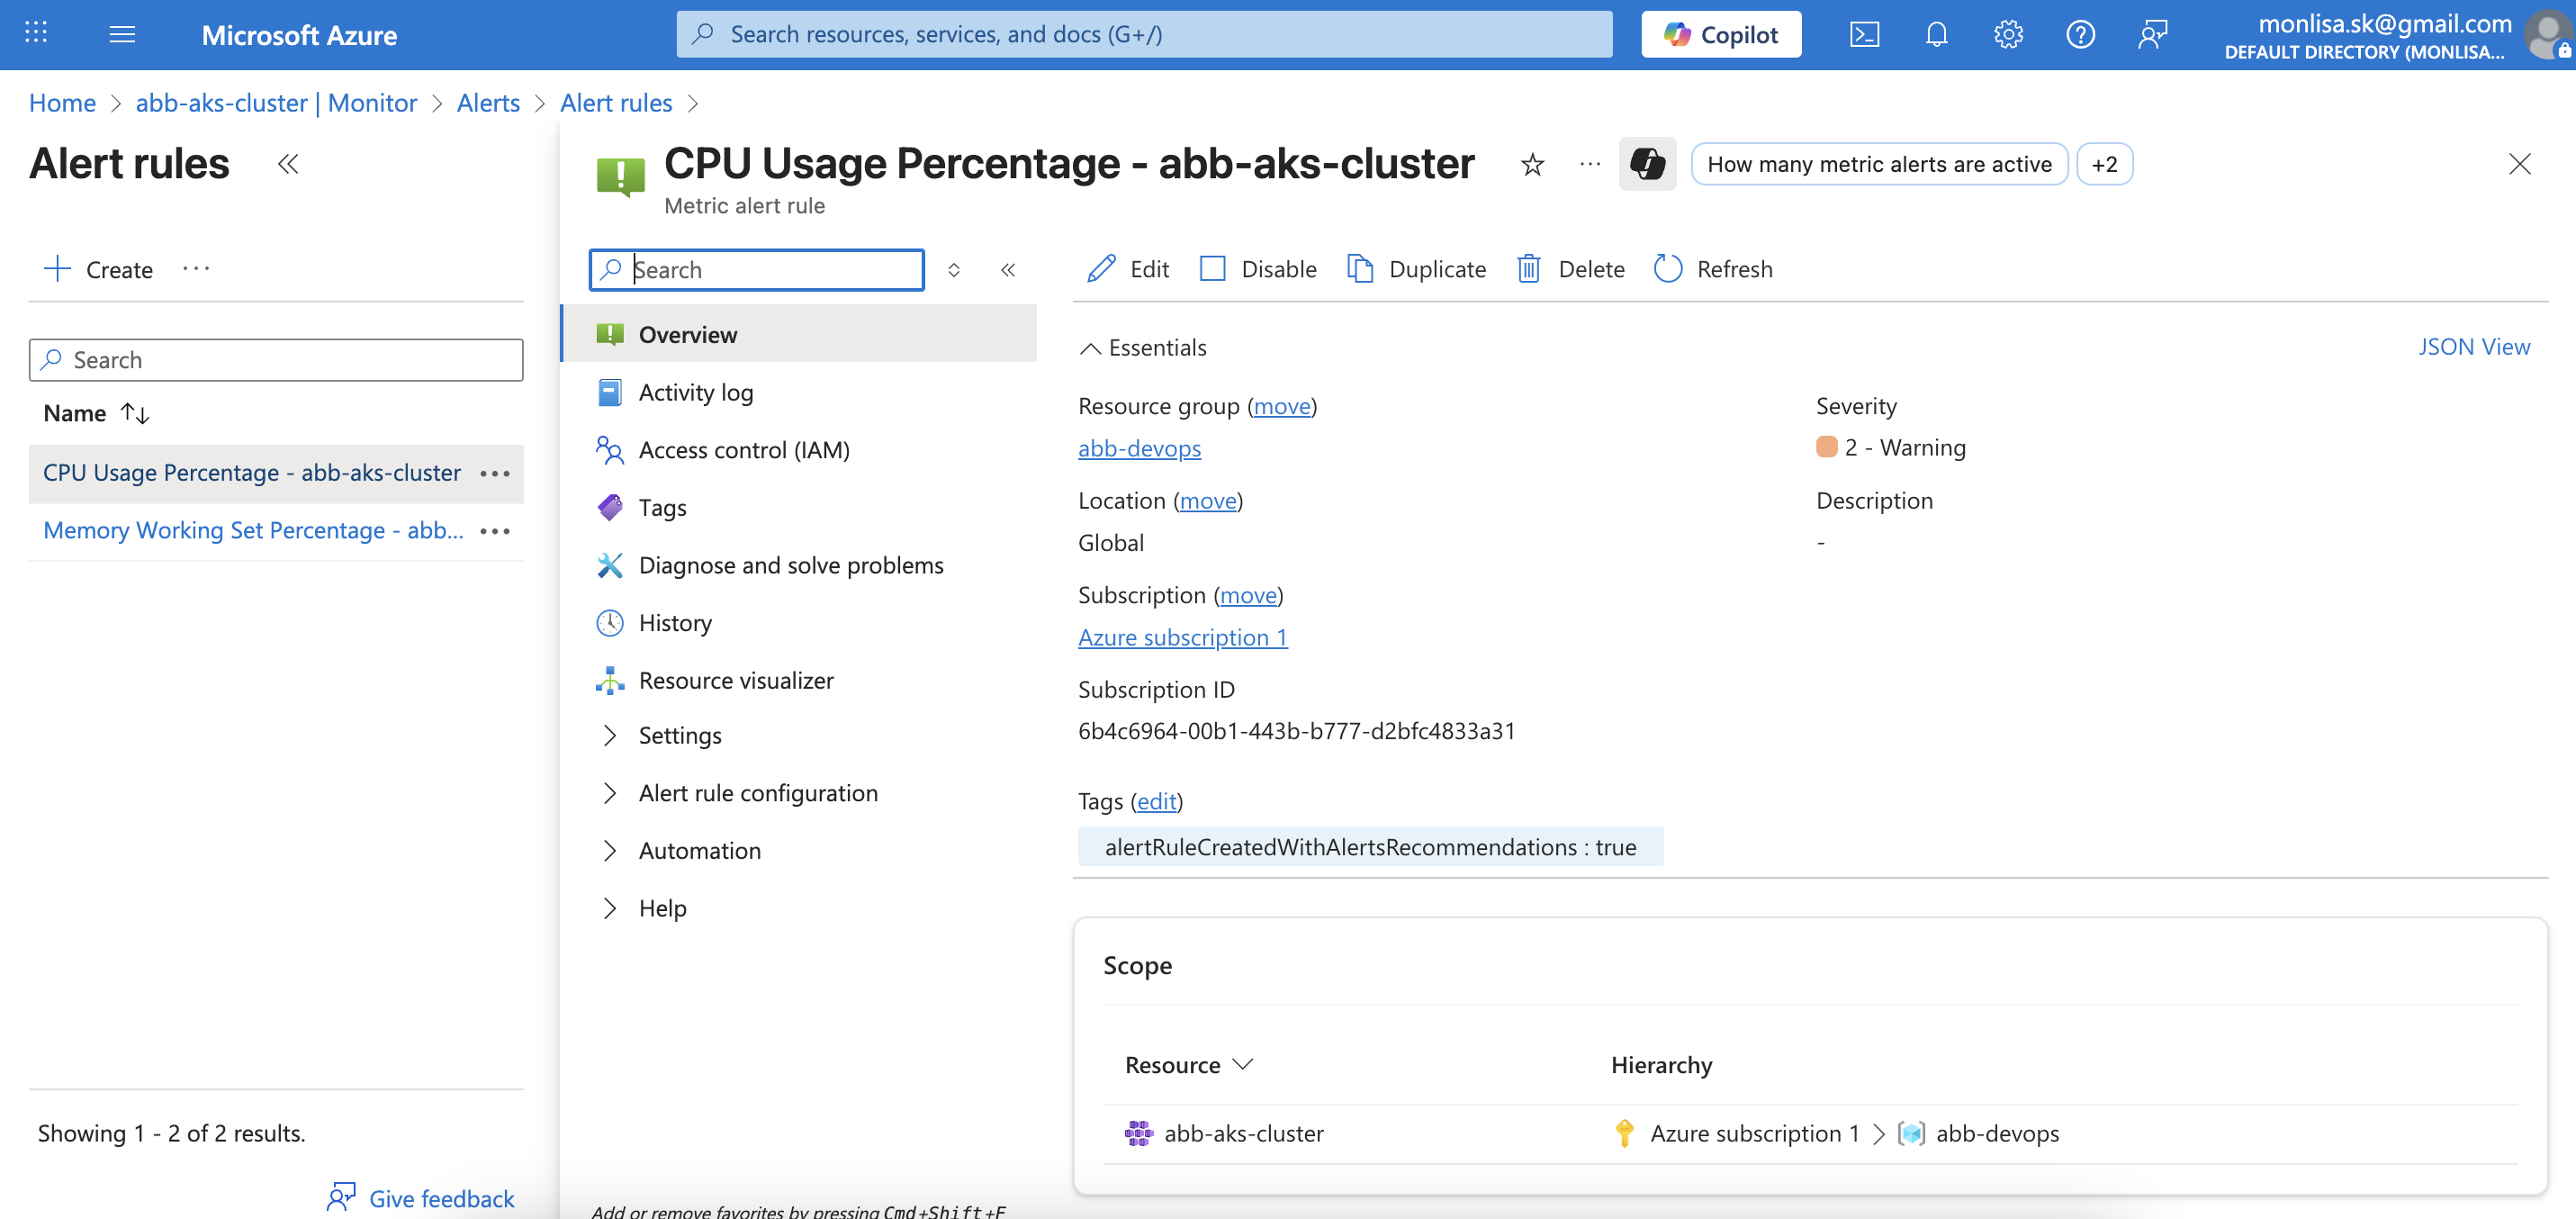 Microsoft Azure
Search resources, services, and docs (G+/)
Copilot
monlisa.sk@gmail.com
DEFAULT DIRECTORY (MONLISA...
Home > abb-aks-cluster | Monitor > Alerts > Alert rules >
Alert rules
Create
Search
Name
CPU Usage Percentage - abb-aks-cluster
Memory Working Set Percentage - abb...
Showing 1 - 2 of 2 results.
Give feedback
CPU Usage Percentage - abb-aks-cluster
Metric alert rule
How many metric alerts are active
+2
Search
Overview
Activity log
Access control (IAM)
Tags
Diagnose and solve problems
History
Resource visualizer
Settings
Alert rule configuration
Automation
Help
Add or remove favorites by pressing Cmd+Shift+F
Edit
Disable
Duplicate
Delete
Refresh
Essentials
JSON View
Resource group (move)
abb-devops
Location (move)
Global
Subscription (move)
Azure subscription 1
Subscription ID
6b4c6964-00b1-443b-b777-d2bfc4833a31
Severity
2 - Warning
Description
-
Tags (edit)
alertRuleCreatedWithAlertsRecommendations : true
Scope
Resource
Hierarchy
abb-aks-cluster
Azure subscription 1 > abb-devops